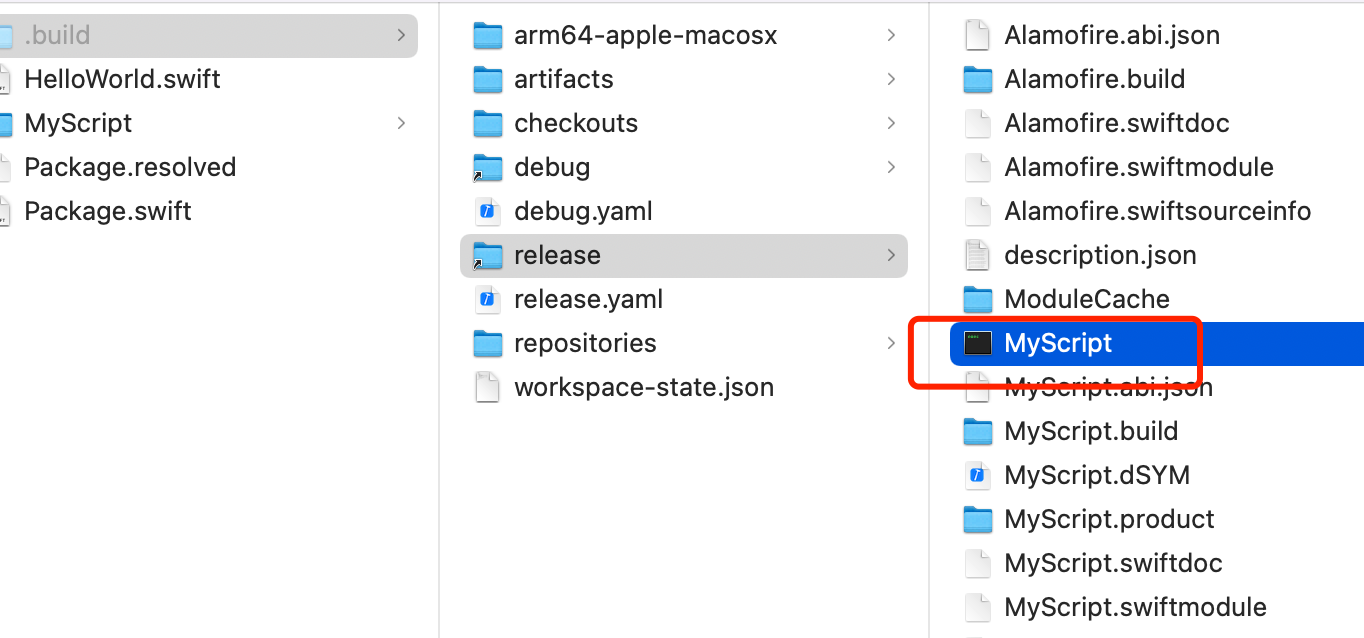 .build
HelloWorld.swift
MyScript
Package.resolved
Package.swift
arm64-apple-macosx
artifacts
checkouts
debug
debug.yaml
release
release.yaml
repositories
workspace-state.json
Alamofire.abi.json
Alamofire.build
Alamofire.swiftdoc
Alamofire.swiftmodule
Alamofire.swiftsourceinfo
description.json
ModuleCache
MyScript
MyScript.abi.json
MyScript.build
MyScript.dSYM
MyScript.product
MyScript.swiftdoc
MyScript.swiftmodule